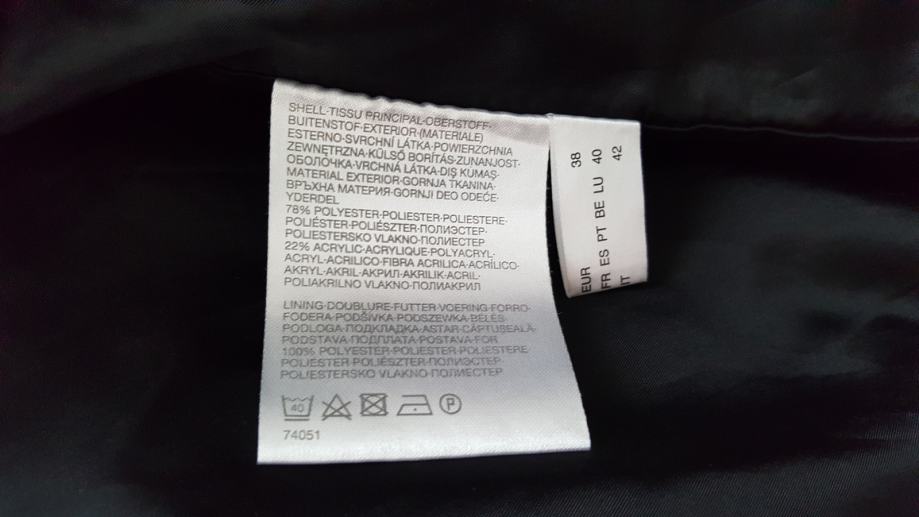 SHELL·TISSU PRINCIPAL·OBERSTOFF·
BUITENSTOF·EXTERIOR·(MATERIALE)
ESTERNO·SVRCHNÍ LÁTKA·POWIERZCHNIA
ZEWNĘTRZNA·KÜLSŐ BORÍTÁS·ZUNANJOST·
ОБОЛОЧКА·VRCHNÁ LÁTKA·DIŞ KUMAŞ·
MATERIAL EXTERIOR·GORNJA TKANINA·
ВРЪХНА МАТЕРИЯ·GORNJI DEO ODEĆE·
YDERDEL
78% POLYESTER·POLIESTER·POLIESTERE·
POLIÉSTER·POLIÉSZTER·ПОЛИЭСТЕР·
POLIESTERSKO VLAKNO·ПОЛИЕСТЕР
22% ACRYLIC·ACRYLIQUE·POLYACRYL·
ACRYL·ACRILICO·FIBRA ACRILICA·ACRÍLICO·
AKRYL·AKRIL·АКРИЛ·AKRILIK·ACRIL·
POLIAKRILNO VLAKNO·ПОЛИАКРИЛ
LINING·DOUBLURE·FUTTER·VOERING·FORRO·
FODERA·PODŠÍVKA·PODSZEWKA·BÉLÉS·
PODLOGA·ПОДКЛАДКА·ASTAR·CĂPTUŞEALĂ·
PODSTAVA·ПОДПЛАТА·POSTAVA·FOR
100% POLYESTER·POLIESTER·POLIESTERE·
POLIÉSTER·POLIÉSZTER·ПОЛИЭСТЕР·
POLIESTERSKO VLAKNO·ПОЛИЕСТЕР
40
P
74051
EUR 38
FR ES PT BE LU 40
IT 42